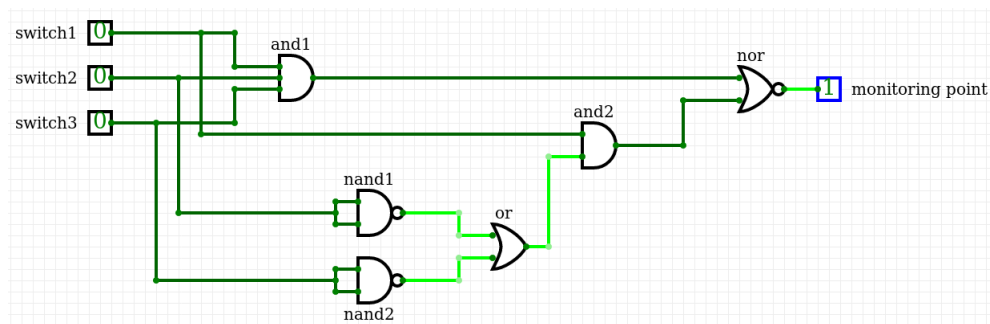 switch1 0
and1
nor
switch2 0
1 monitoring point
and2
switch3 0
nand1
or
nand2